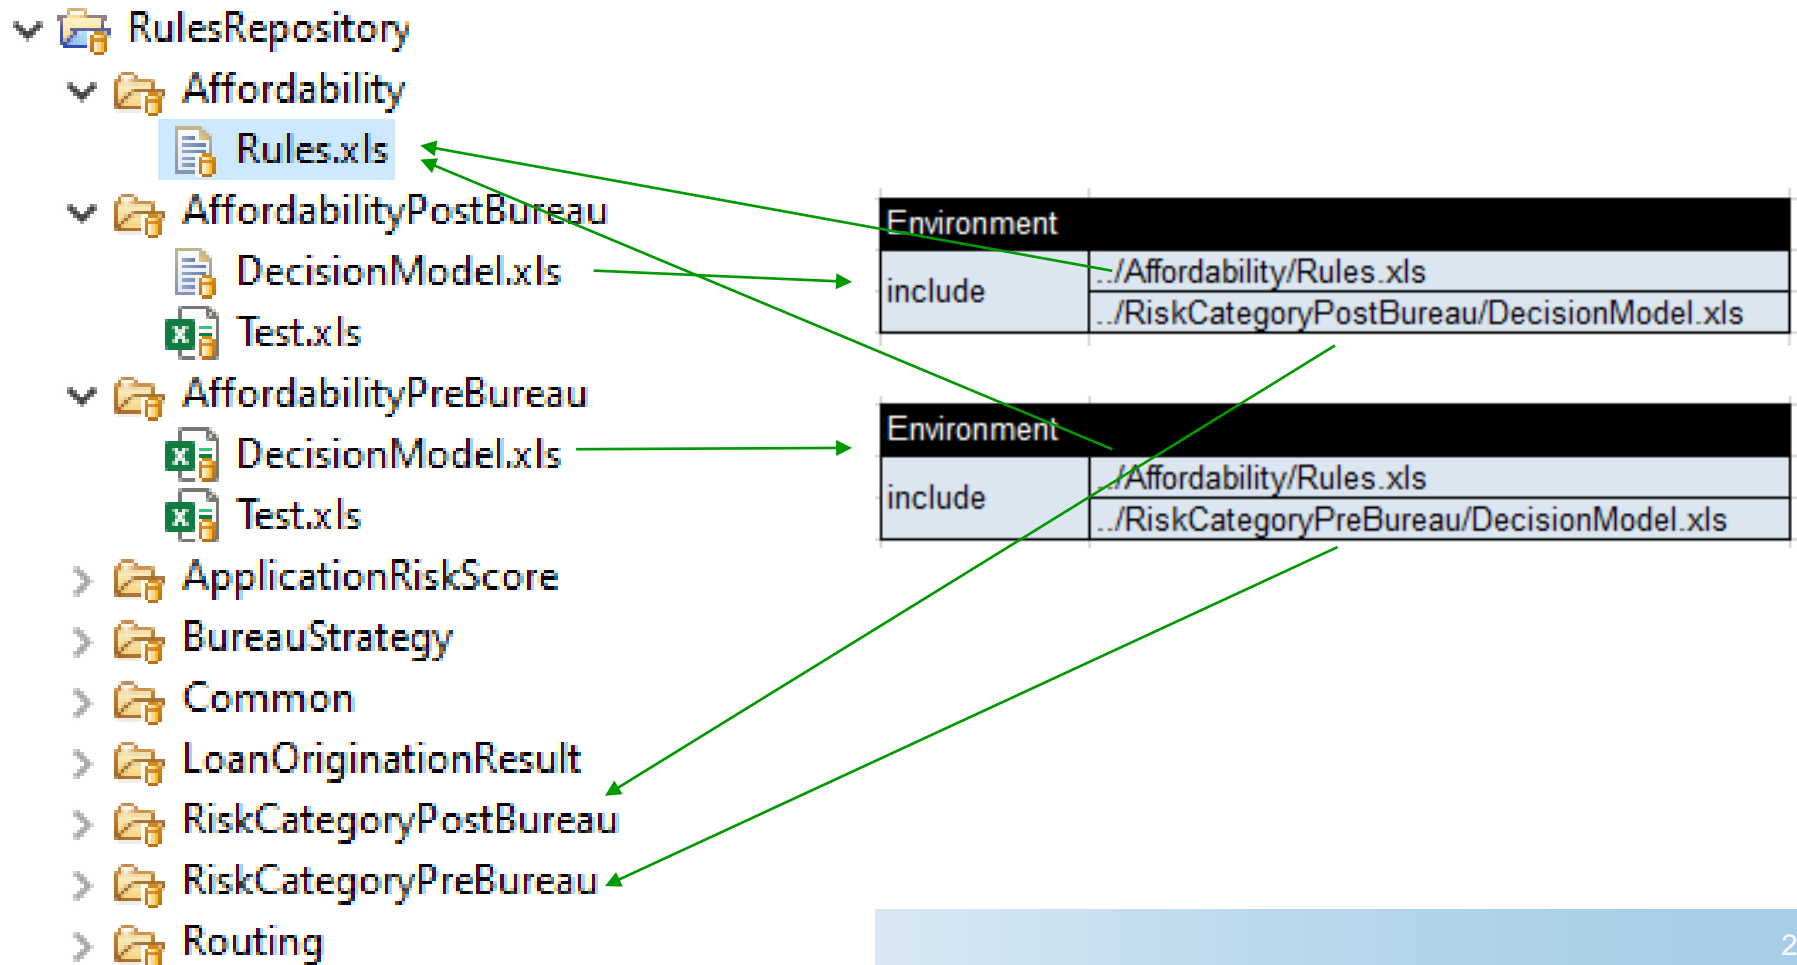 RulesRepository
Affordability
Rules.xls
AffordabilityPostBureau
DecisionModel.xls
Test.xls
AffordabilityPreBureau
DecisionModel.xls
Test.xls
ApplicationRiskScore
BureauStrategy
Common
LoanOriginationResult
RiskCategoryPostBureau
RiskCategoryPreBureau
Routing
Environment
include
../Affordability/Rules.xls
../RiskCategoryPostBureau/DecisionModel.xls
Environment
include
../Affordability/Rules.xls
../RiskCategoryPreBureau/DecisionModel.xls
2